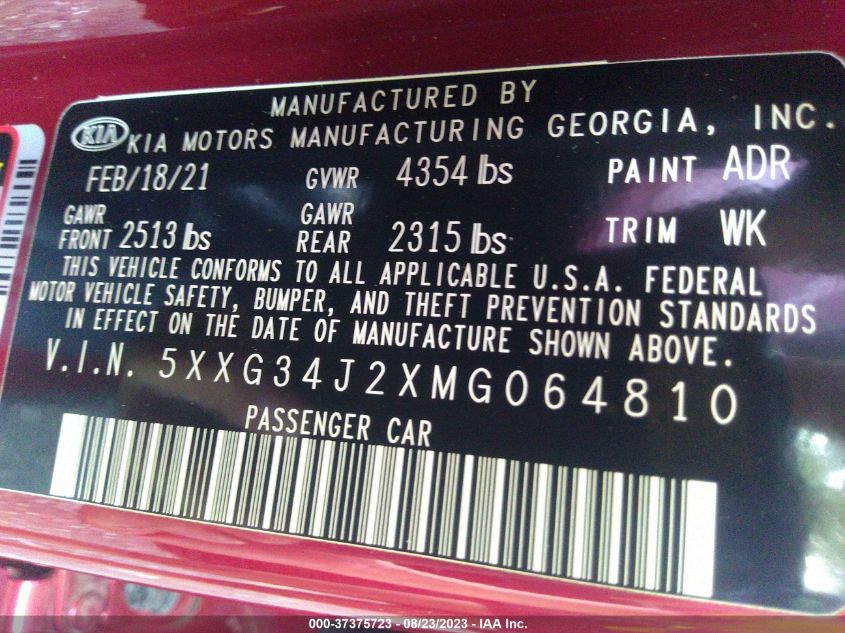 MANUFACTURED BY
KIA KIA MOTORS MANUFACTURING GEORGIA, INC.
FEB/18/21 GVWR 4354 lbs PAINT ADR
GAWR FRONT 2513 lbs GAWR REAR 2315 lbs TRIM WK
THIS VEHICLE CONFORMS TO ALL APPLICABLE U.S.A. FEDERAL
MOTOR VEHICLE SAFETY, BUMPER, AND THEFT PREVENTION STANDARDS
IN EFFECT ON THE DATE OF MANUFACTURE SHOWN ABOVE.
V.I.N. 5XXG34J2XMG064810
PASSENGER CAR
000-37375723 - 08/23/2023 - IAA Inc.